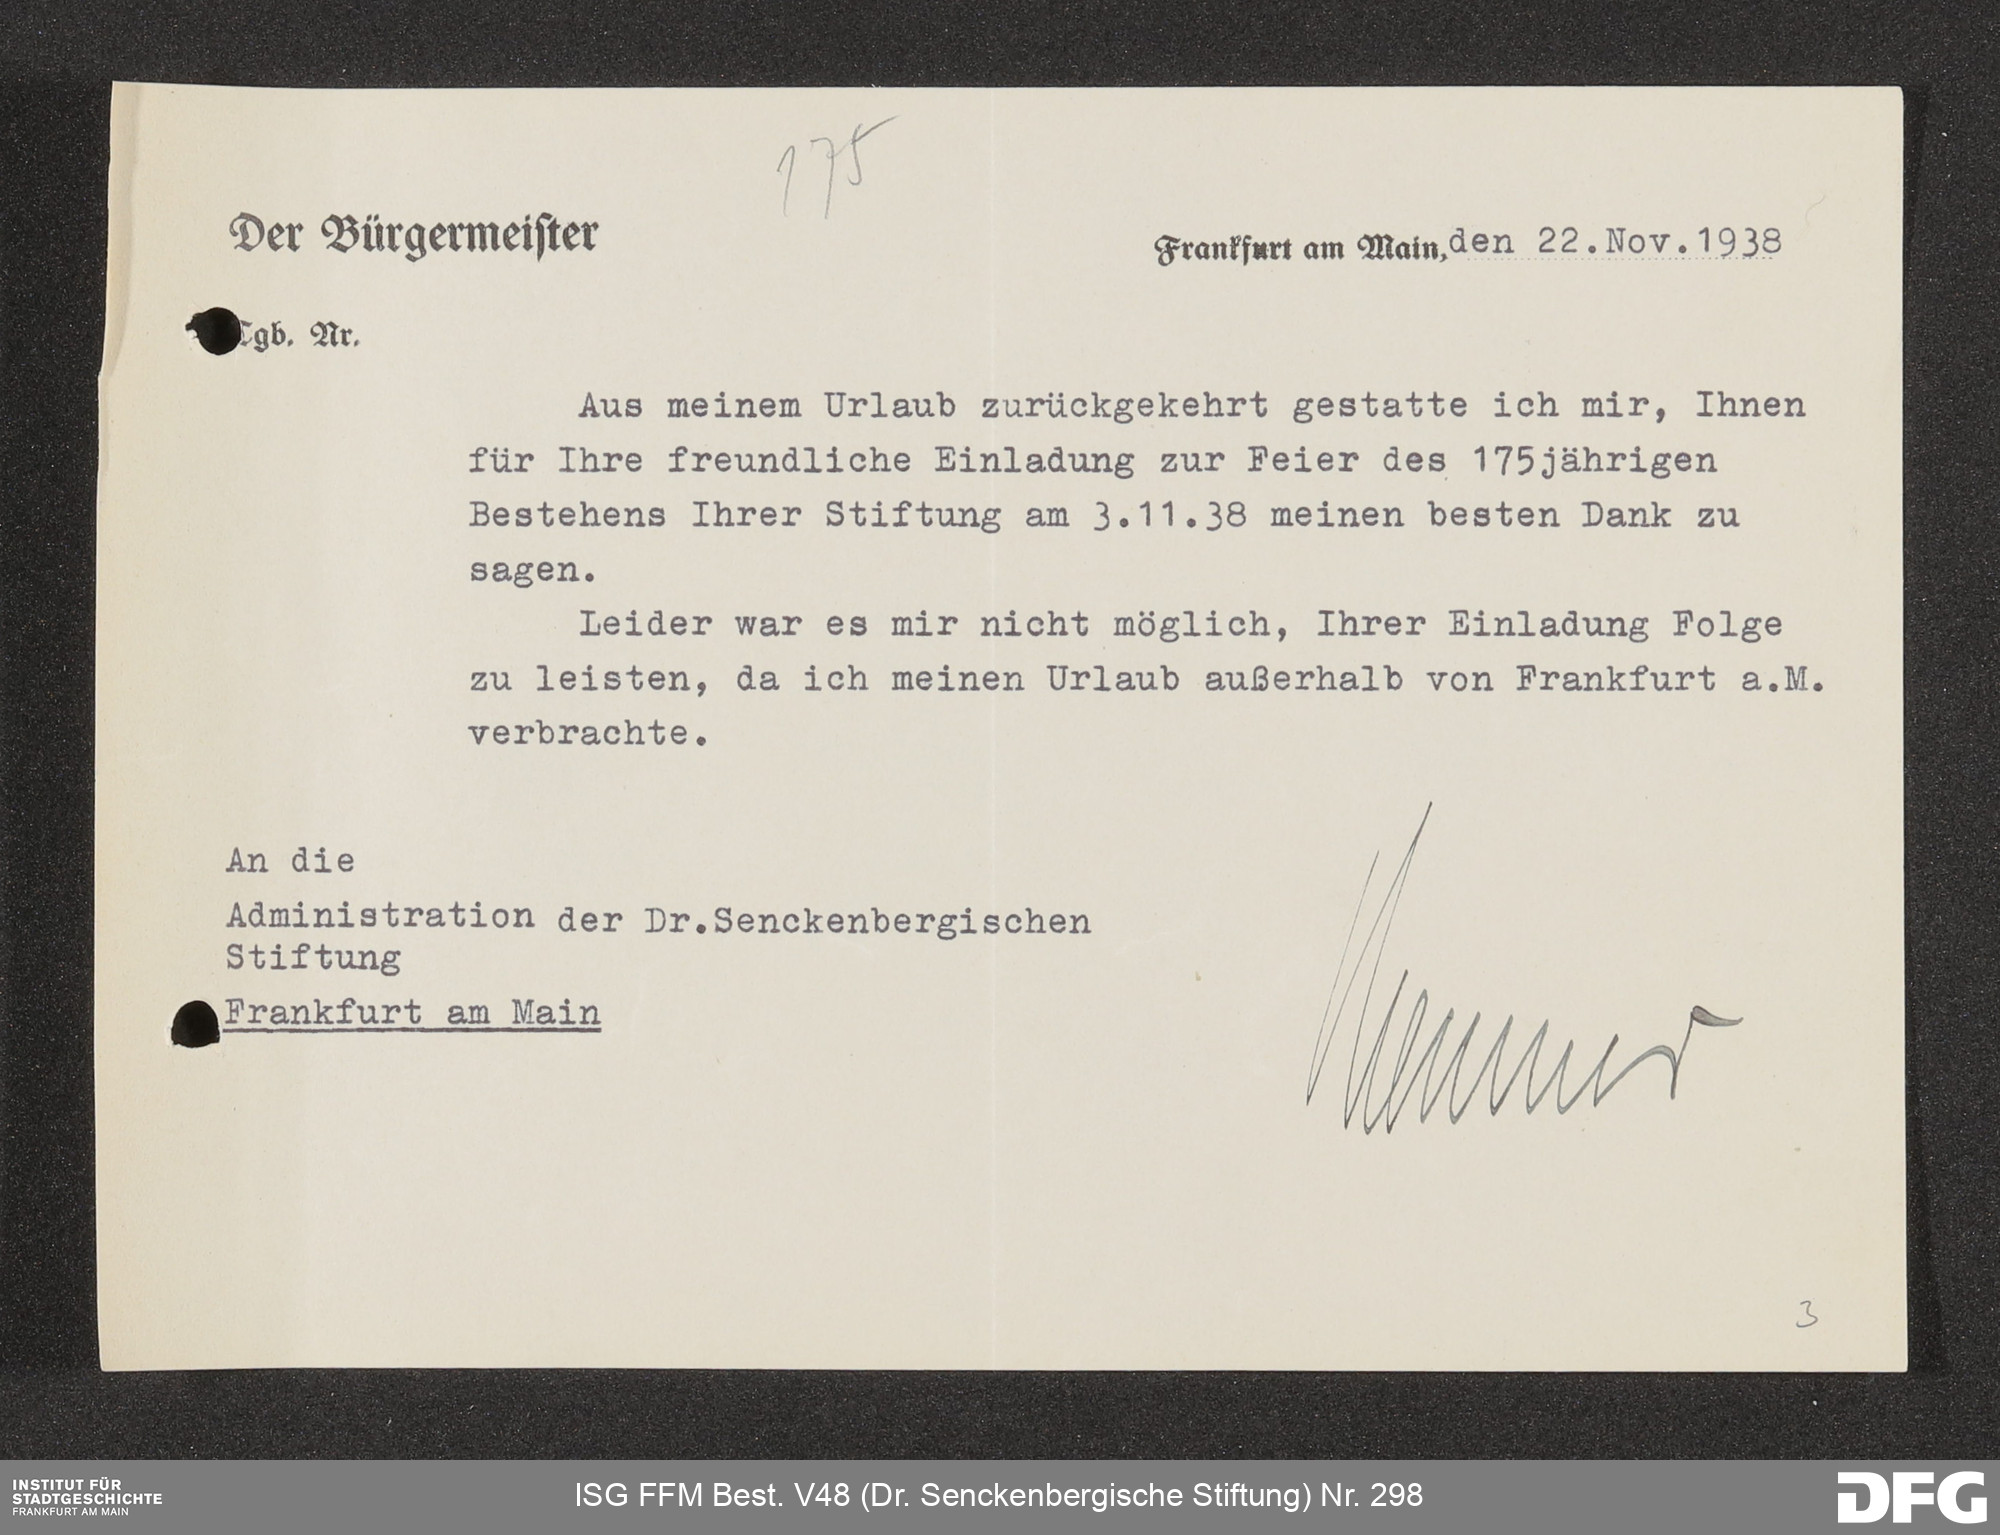 175
Der Bürgermeister
Frankfurt am Main, den 22.Nov.1938
Tgb. Nr.
Aus meinem Urlaub zurückgekehrt gestatte ich mir, Ihnen
für Ihre freundliche Einladung zur Feier des 175jährigen
Bestehens Ihrer Stiftung am 3.11.38 meinen besten Dank zu
sagen.
Leider war es mir nicht möglich, Ihrer Einladung Folge
zu leisten, da ich meinen Urlaub außerhalb von Frankfurt a.M.
verbrachte.
An die
Administration der Dr.Senckenbergischen
Stiftung
Frankfurt am Main
3
INSTITUT FÜR
STADTGESCHICHTE
FRANKFURT AM MAIN
ISG FFM Best. V48 (Dr. Senckenbergische Stiftung) Nr. 298
DFG